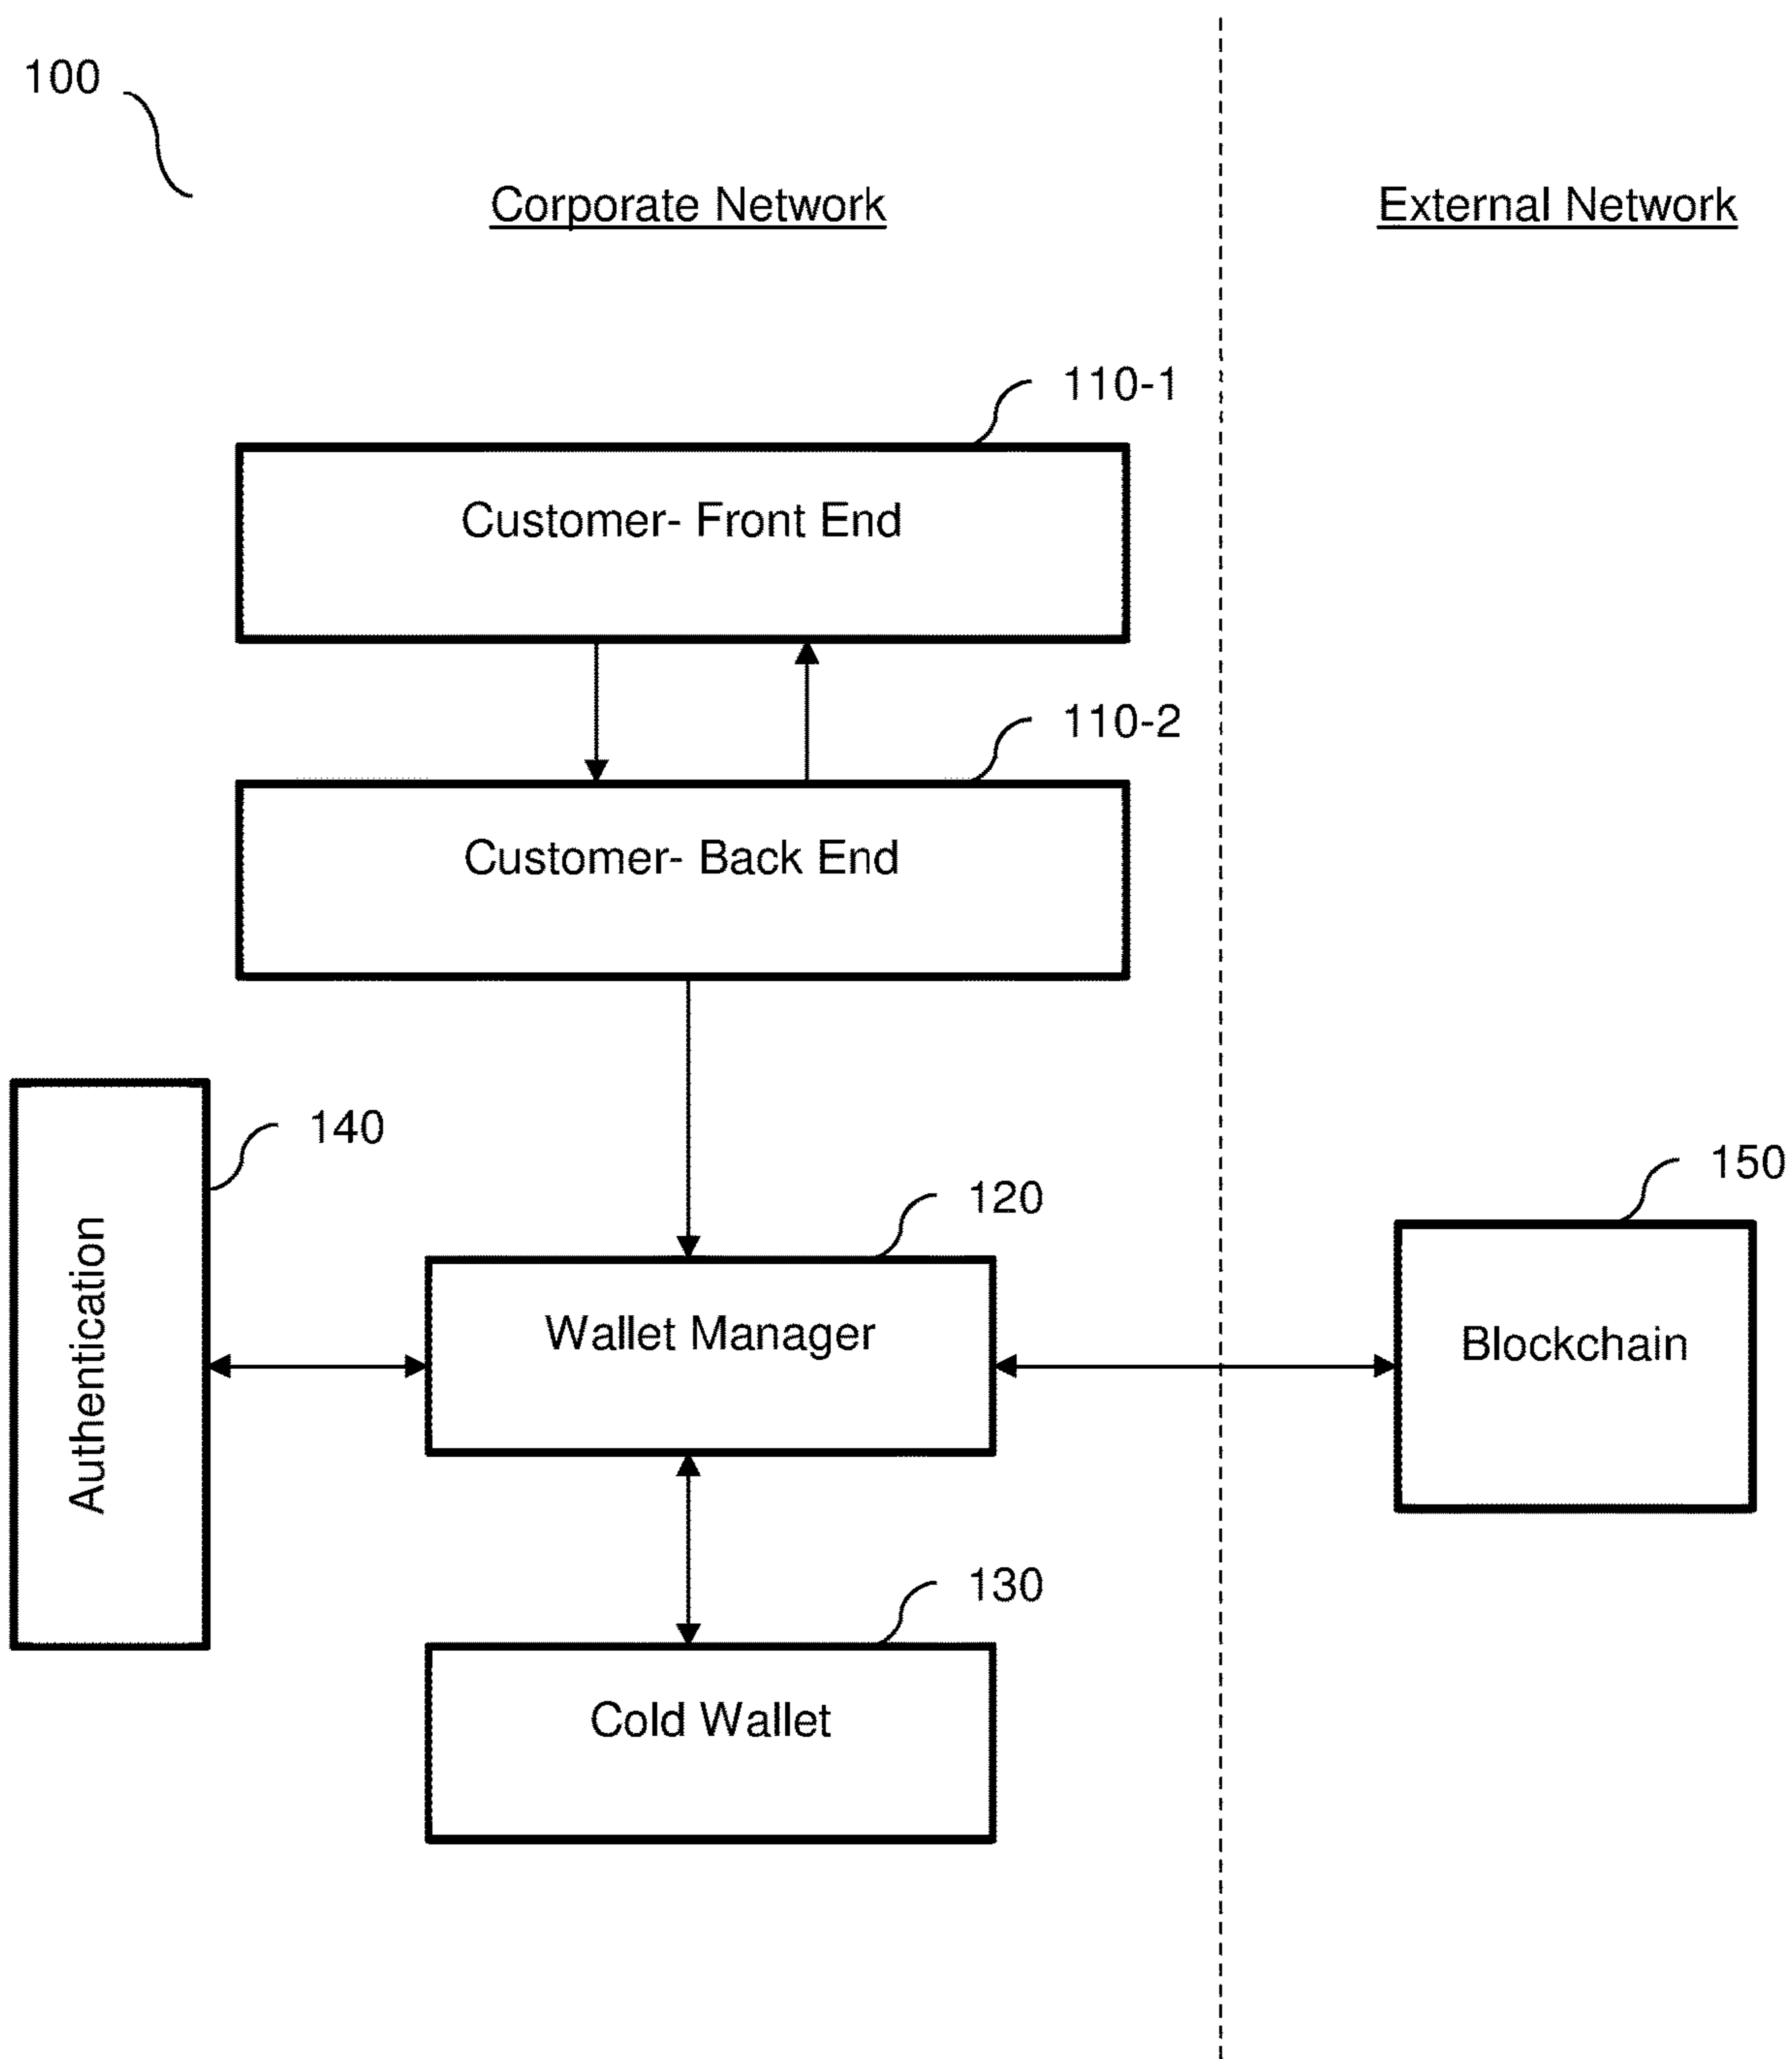 100
Corporate Network
External Network
110-1
Customer- Front End
110-2
Customer- Back End
140
Authentication
120
Wallet Manager
150
Blockchain
130
Cold Wallet